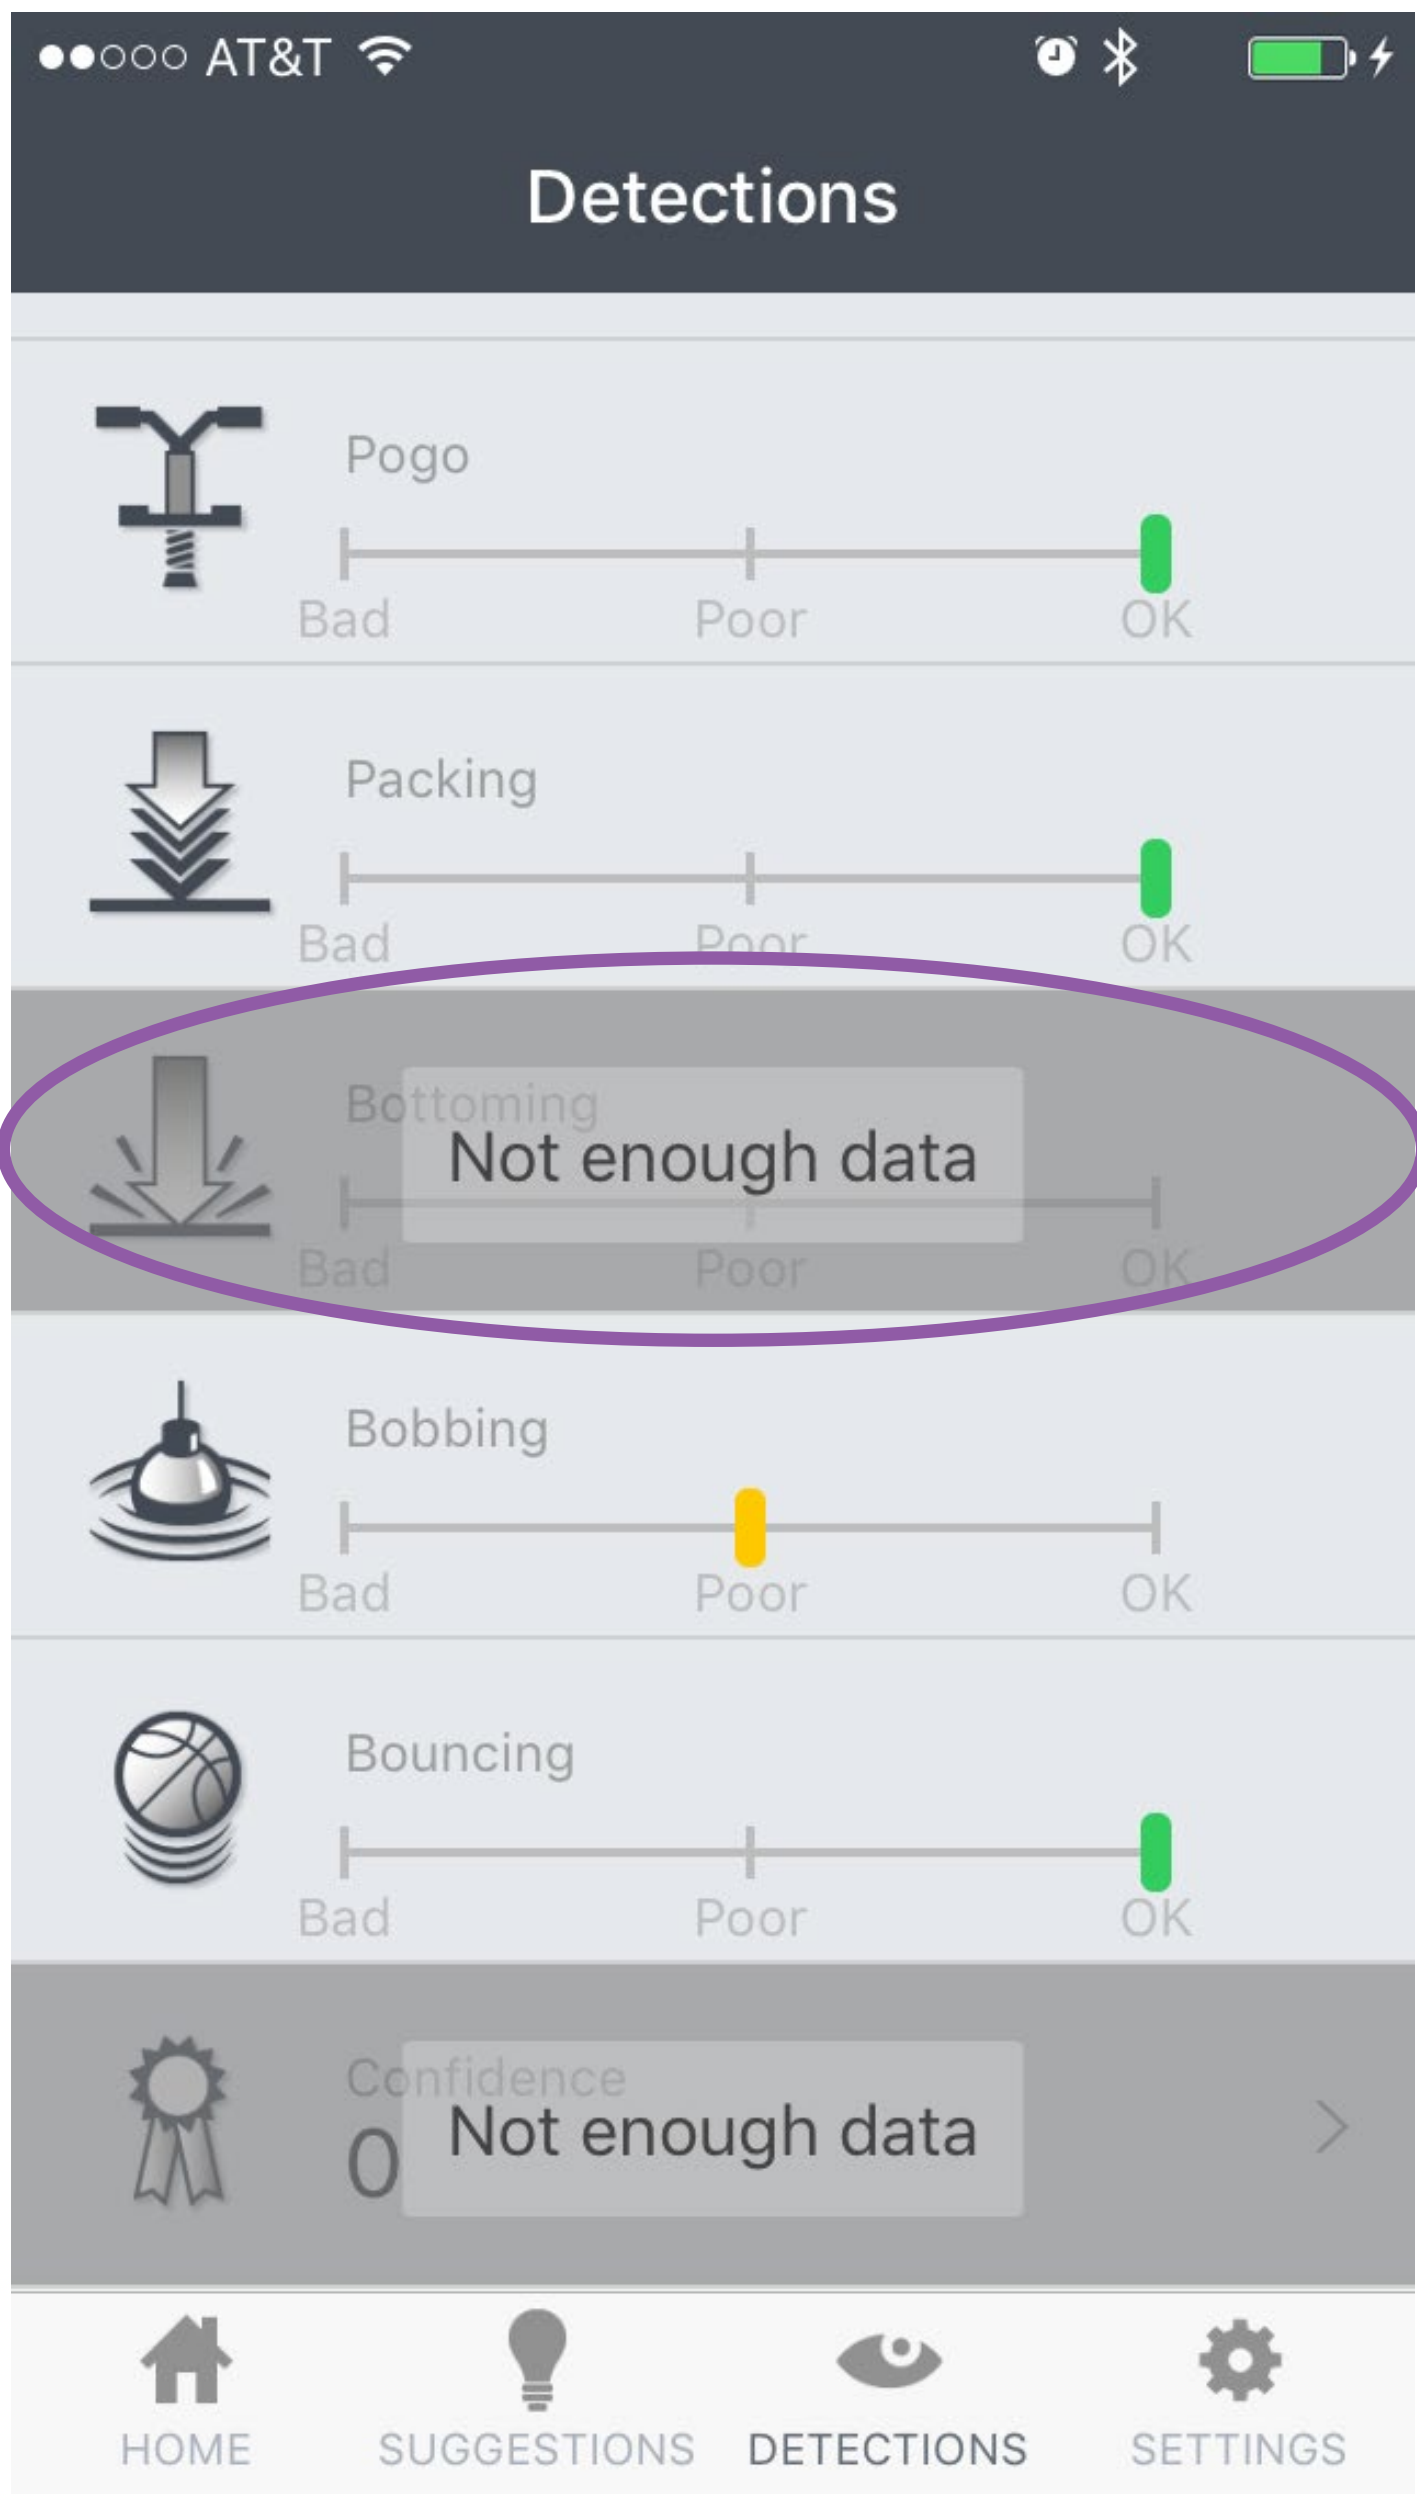 AT&T
Detections
Pogo
Bad Poor OK
Packing
Bad Poor OK
Bottoming
Not enough data
Bad Poor OK
Bobbing
Bad Poor OK
Bouncing
Bad Poor OK
Confidence
0 Not enough data
HOME SUGGESTIONS DETECTIONS SETTINGS